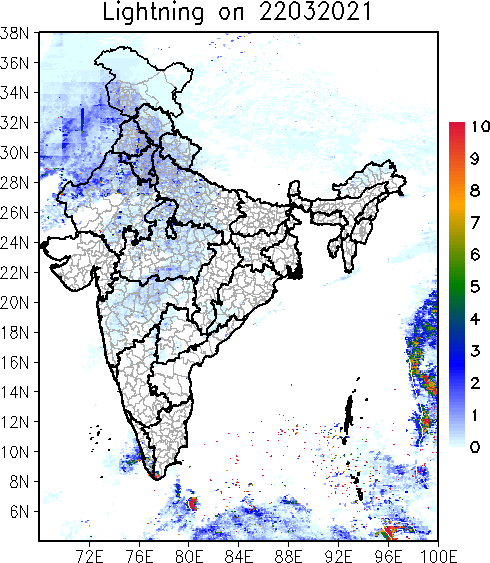 Lightning on 22032021
38N
36N
34N
32N
30N
28N
26N
24N
22N
20N
18N
16N
14N
12N
10N
8N
6N
72E 76E 80E 84E 88E 92E 96E 100E
10
9
8
7
6
5
4
3
2
1
0